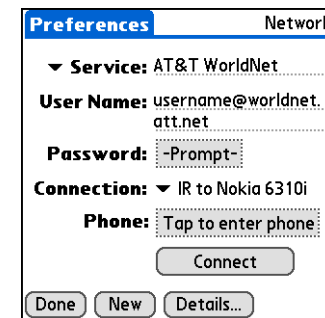 Preferences Network
Service: AT&T WorldNet
User Name: username@worldnet.
att.net
Password: -Prompt-
Connection: IR to Nokia 6310i
Phone: Tap to enter phone
Connect
Done New Details...